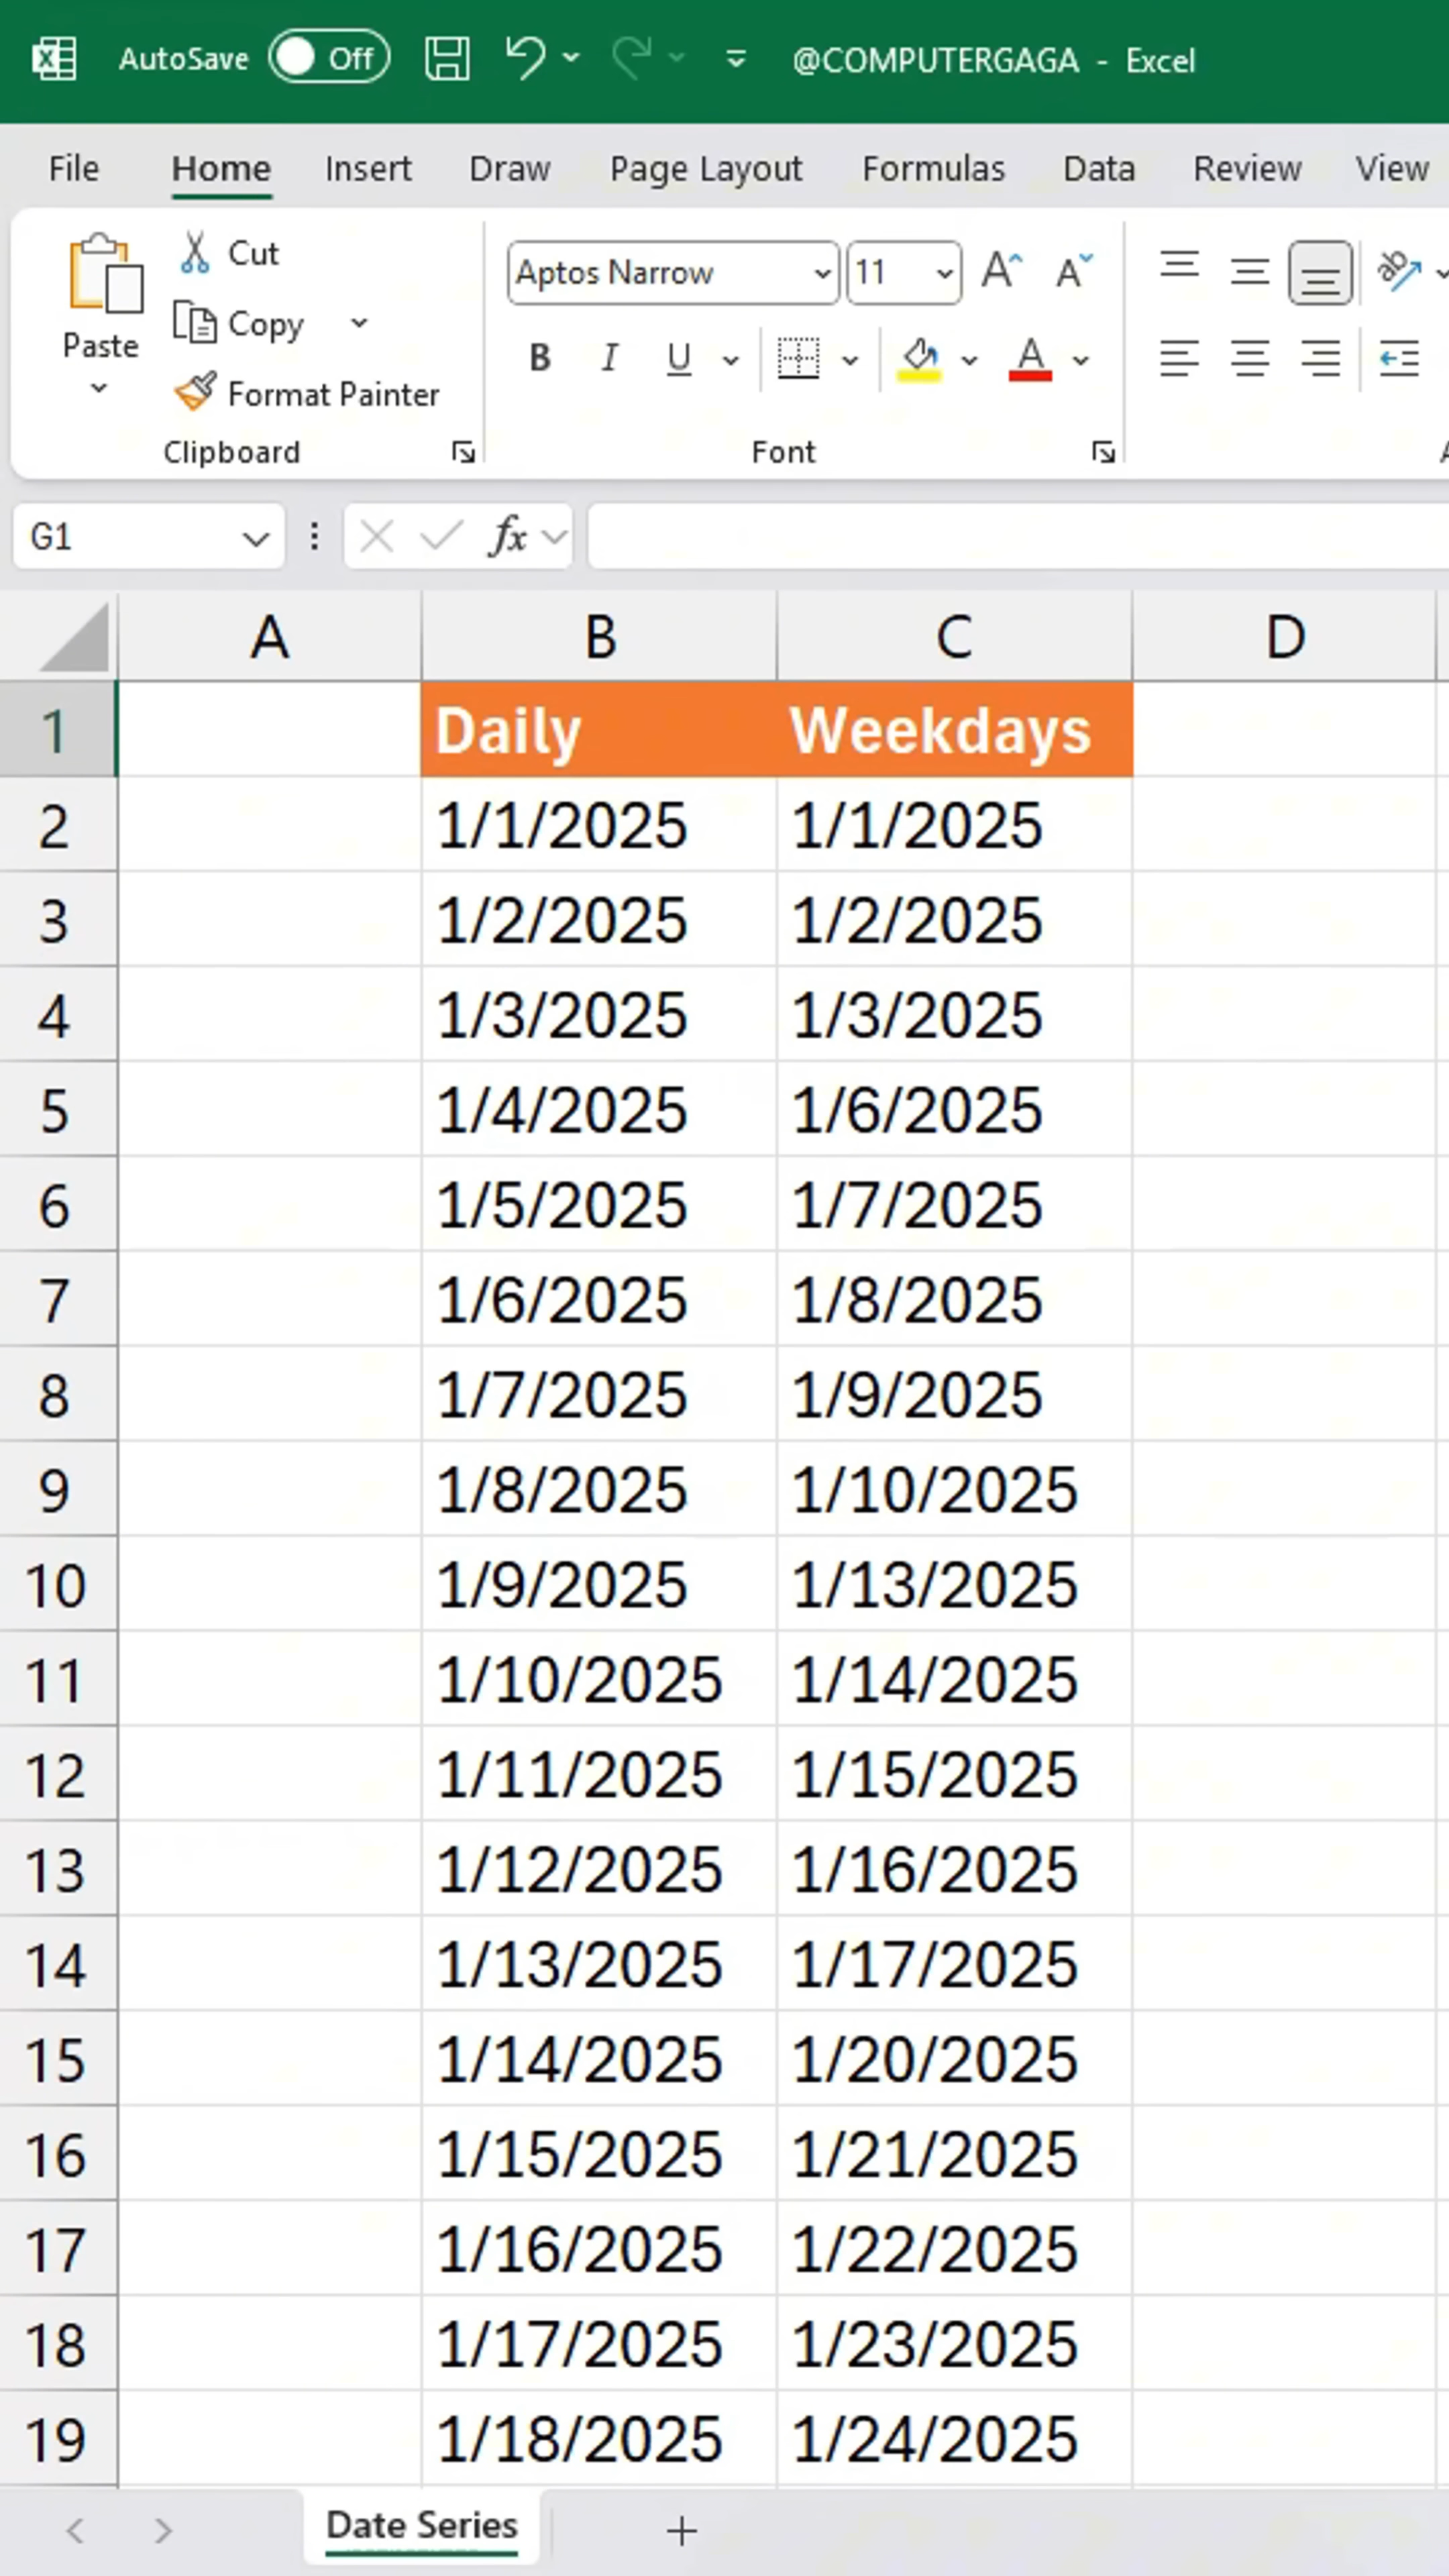 AutoSave Off @COMPUTERGAGA - Excel
File Home Insert Draw Page Layout Formulas Data Review View
Paste
Cut
Copy
Format Painter
Clipboard
Aptos Narrow 11 A A ab
B I U A
Font
G1 fx
A B C D
1 Daily Weekdays
2 1/1/2025 1/1/2025
3 1/2/2025 1/2/2025
4 1/3/2025 1/3/2025
5 1/4/2025 1/6/2025
6 1/5/2025 1/7/2025
7 1/6/2025 1/8/2025
8 1/7/2025 1/9/2025
9 1/8/2025 1/10/2025
10 1/9/2025 1/13/2025
11 1/10/2025 1/14/2025
12 1/11/2025 1/15/2025
13 1/12/2025 1/16/2025
14 1/13/2025 1/17/2025
15 1/14/2025 1/20/2025
16 1/15/2025 1/21/2025
17 1/16/2025 1/22/2025
18 1/17/2025 1/23/2025
19 1/18/2025 1/24/2025
Date Series +